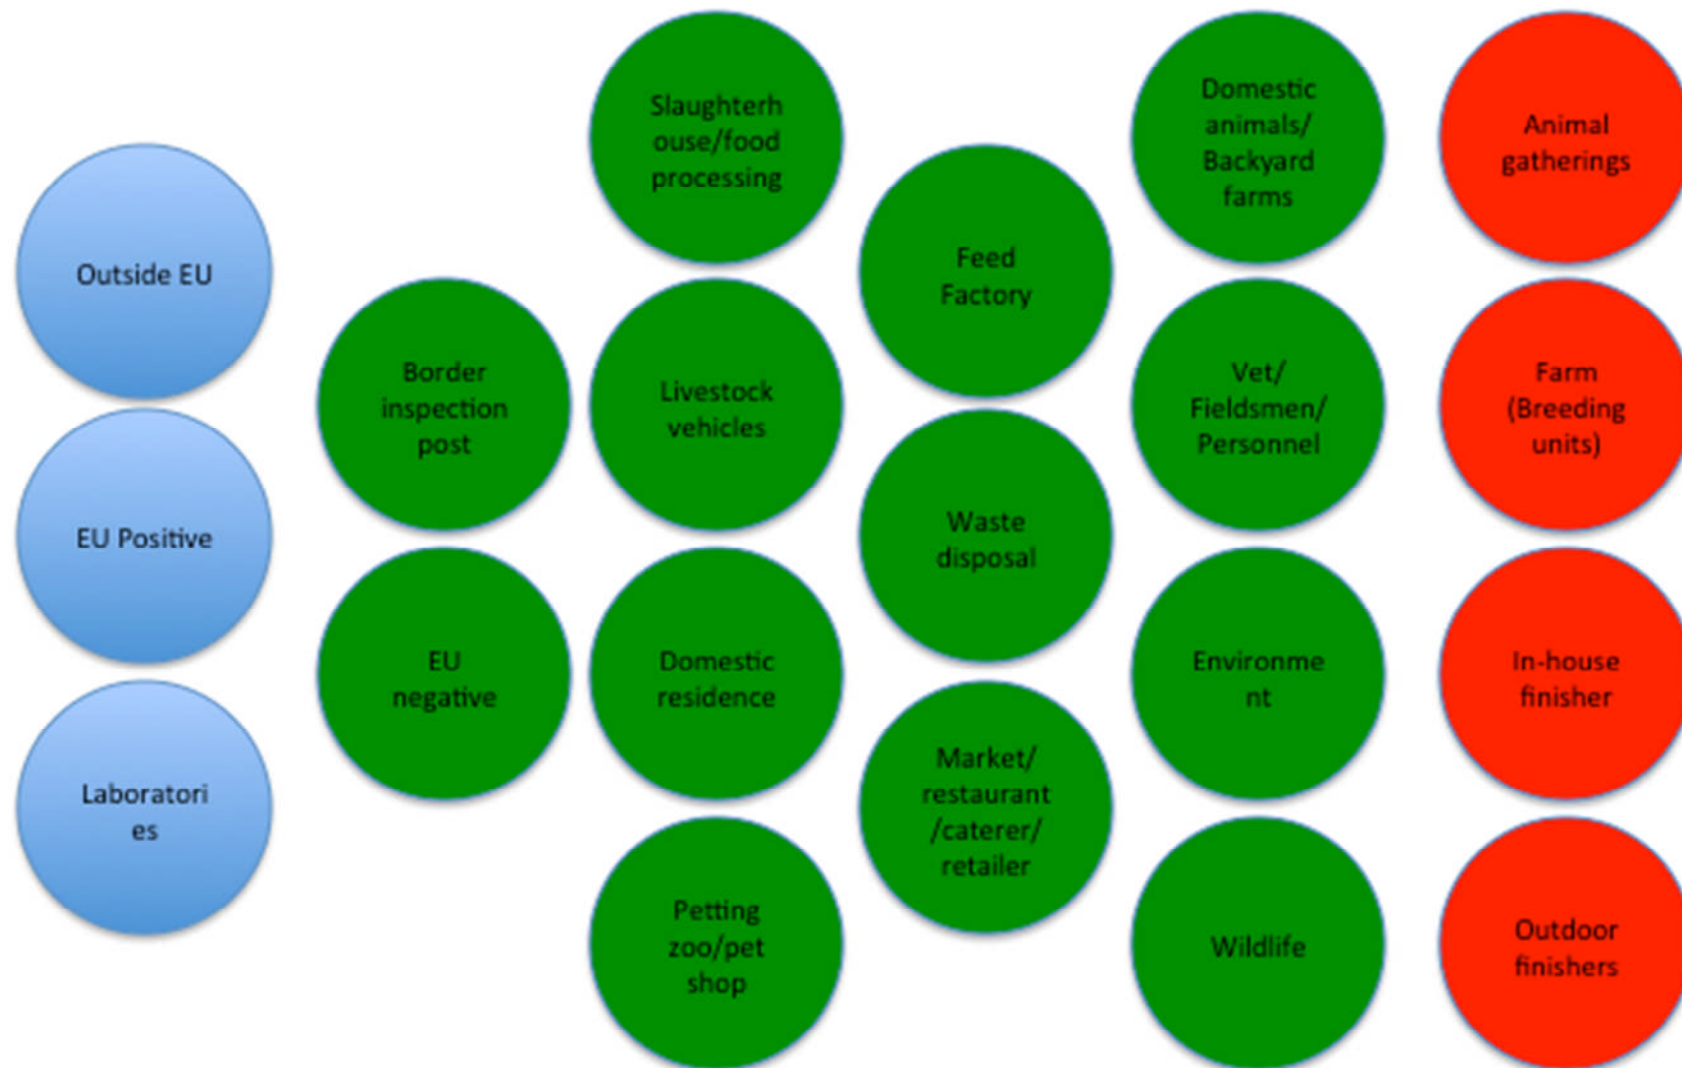 Outside EU
EU Positive
Laboratori
es
Border
inspection
post
EU
negative
Slaughterh
ouse/food
processing
Livestock
vehicles
Domestic
residence
Petting
zoo/pet
shop
Feed
Factory
Waste
disposal
Market/
restaurant
/caterer/
retailer
Domestic
animals/
Backyard
farms
Vet/
Fieldsmen/
Personnel
Environme
nt
Wildlife
Animal
gatherings
Farm
(Breeding
units)
In-house
finisher
Outdoor
finishers